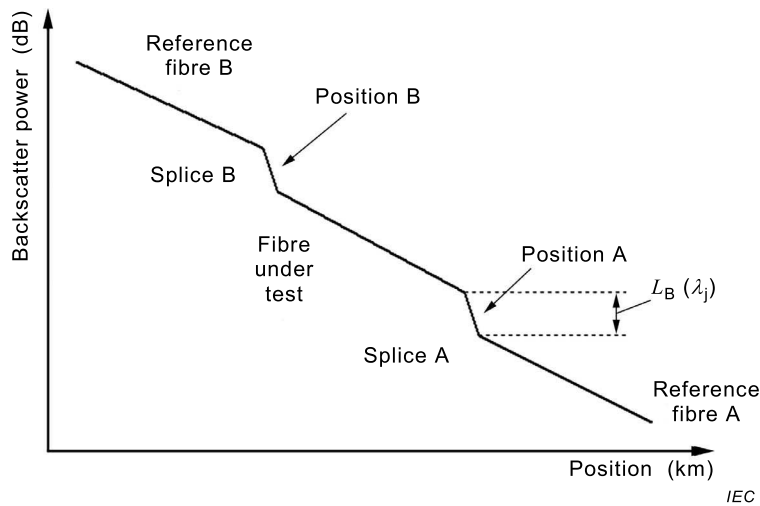 Backscatter power (dB)
Reference
fibre B
Position B
Splice B
Fibre
under
test
Position A
L_B (λ_j)
Splice A
Reference
fibre A
Position (km)
IEC